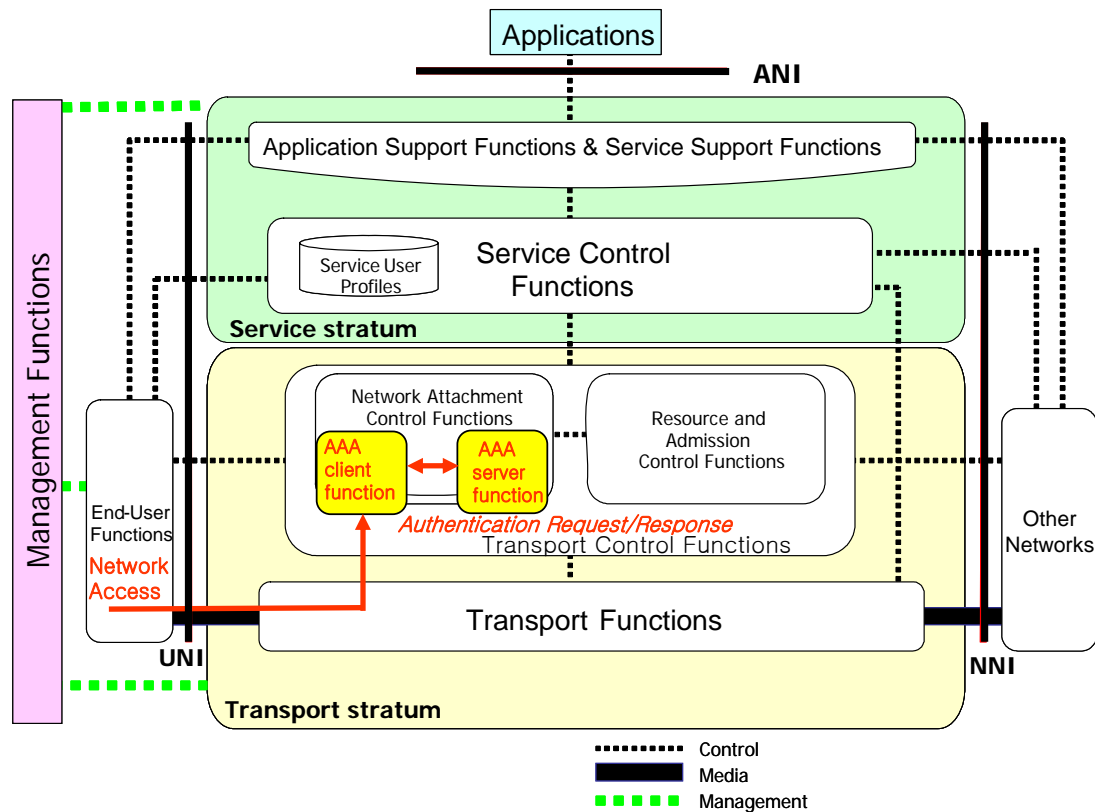 Applications
ANI
Application Support Functions & Service Support Functions
Service Control
Functions
Service User
Profiles
Service stratum
Management Functions
Network Attachment
Control Functions
Resource and
Admission
Control Functions
AAA
client
function
AAA
server
function
Authentication Request/Response
Transport Control Functions
End-User
Functions
Network
Access
Other
Networks
Transport Functions
UNI
NNI
Transport stratum
Control
Media
Management